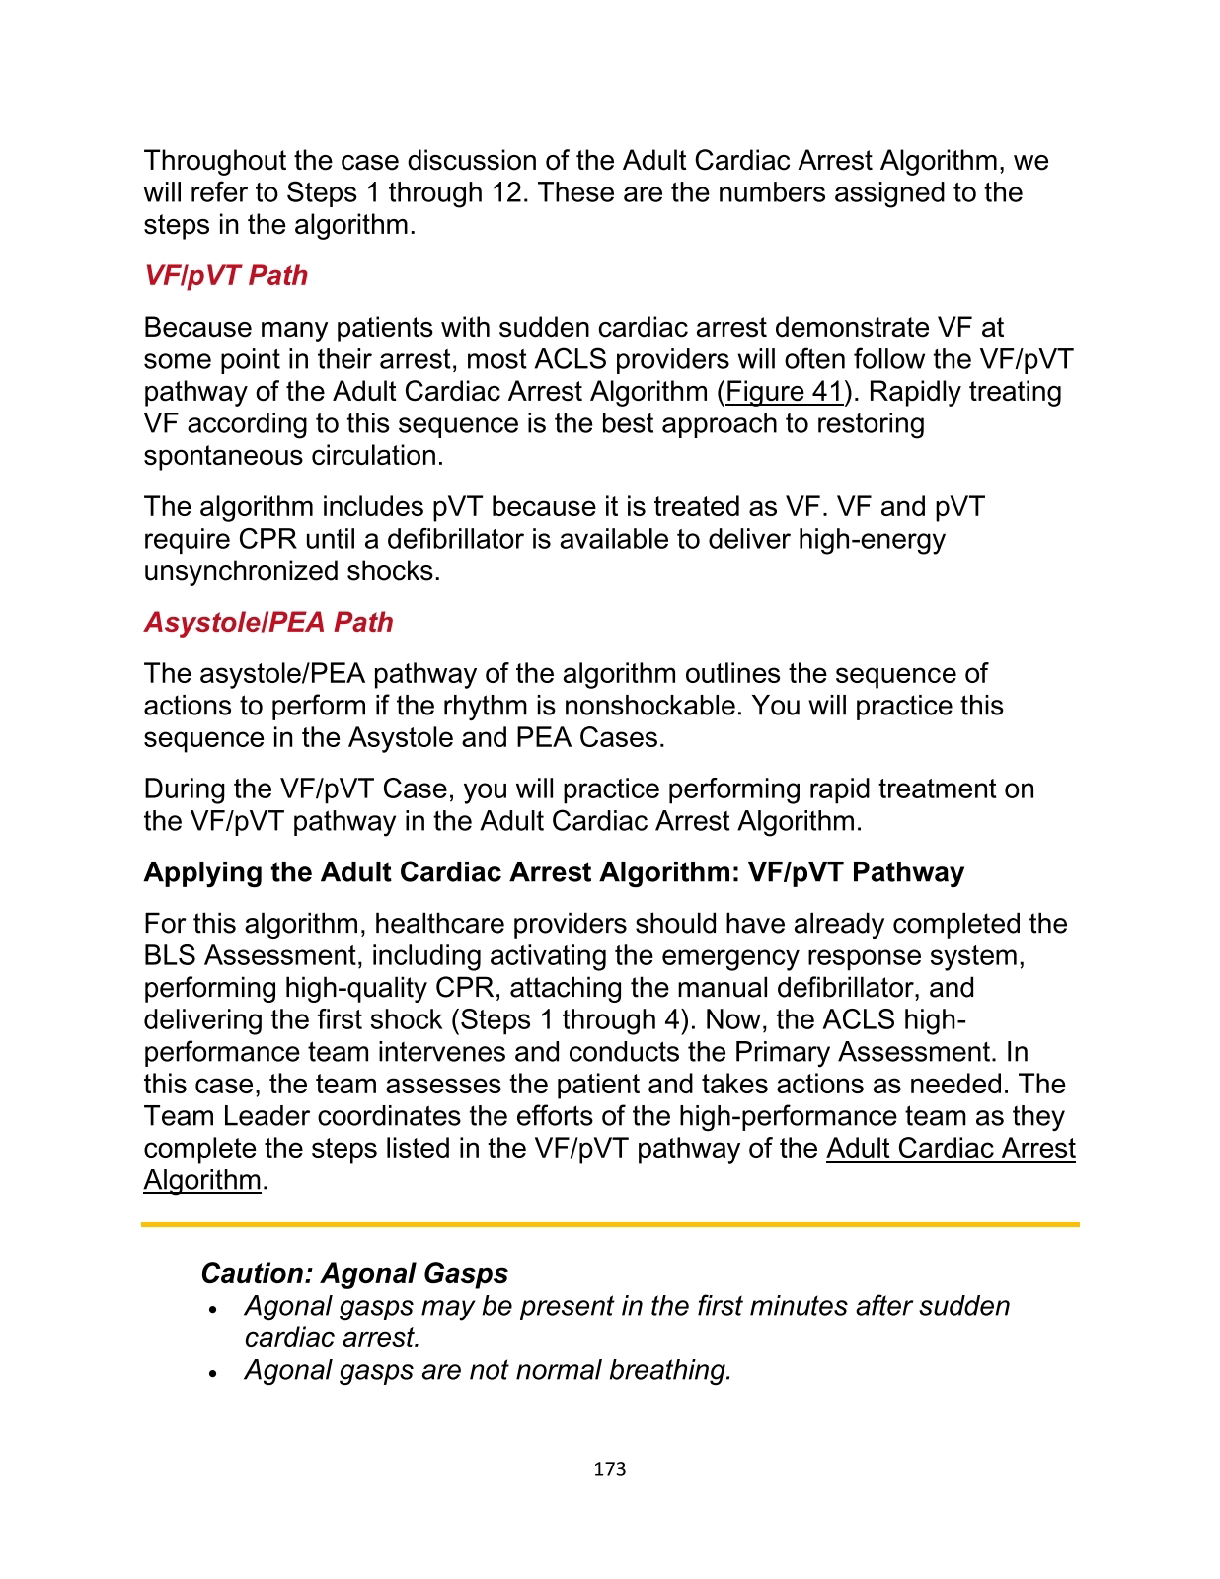 Throughout the case discussion of the Adult Cardiac Arrest Algorithm, we
will refer to Steps 1 through 12. These are the numbers assigned to the
steps in the algorithm.
VF/pVT Path
Because many patients with sudden cardiac arrest demonstrate VF at
some point in their arrest, most ACLS providers will often follow the VF/pVT
pathway of the Adult Cardiac Arrest Algorithm (Figure 41). Rapidly treating
VF according to this sequence is the best approach to restoring
spontaneous circulation.
The algorithm includes pVT because it is treated as VF. VF and pVT
require CPR until a defibrillator is available to deliver high-energy
unsynchronized shocks.
Asystole/PEA Path
The asystole/PEA pathway of the algorithm outlines the sequence of
actions to perform if the rhythm is nonshockable. You will practice this
sequence in the Asystole and PEA Cases.
During the VF/pVT Case, you will practice performing rapid treatment on
the VF/pVT pathway in the Adult Cardiac Arrest Algorithm.
Applying the Adult Cardiac Arrest Algorithm: VF/pVT Pathway
For this algorithm, healthcare providers should have already completed the
BLS Assessment, including activating the emergency response system,
performing high-quality CPR, attaching the manual defibrillator, and
delivering the first shock (Steps 1 through 4). Now, the ACLS high-
performance team intervenes and conducts the Primary Assessment. In
this case, the team assesses the patient and takes actions as needed. The
Team Leader coordinates the efforts of the high-performance team as they
complete the steps listed in the VF/pVT pathway of the Adult Cardiac Arrest
Algorithm.
Caution: Agonal Gasps
• Agonal gasps may be present in the first minutes after sudden
cardiac arrest.
• Agonal gasps are not normal breathing.
173